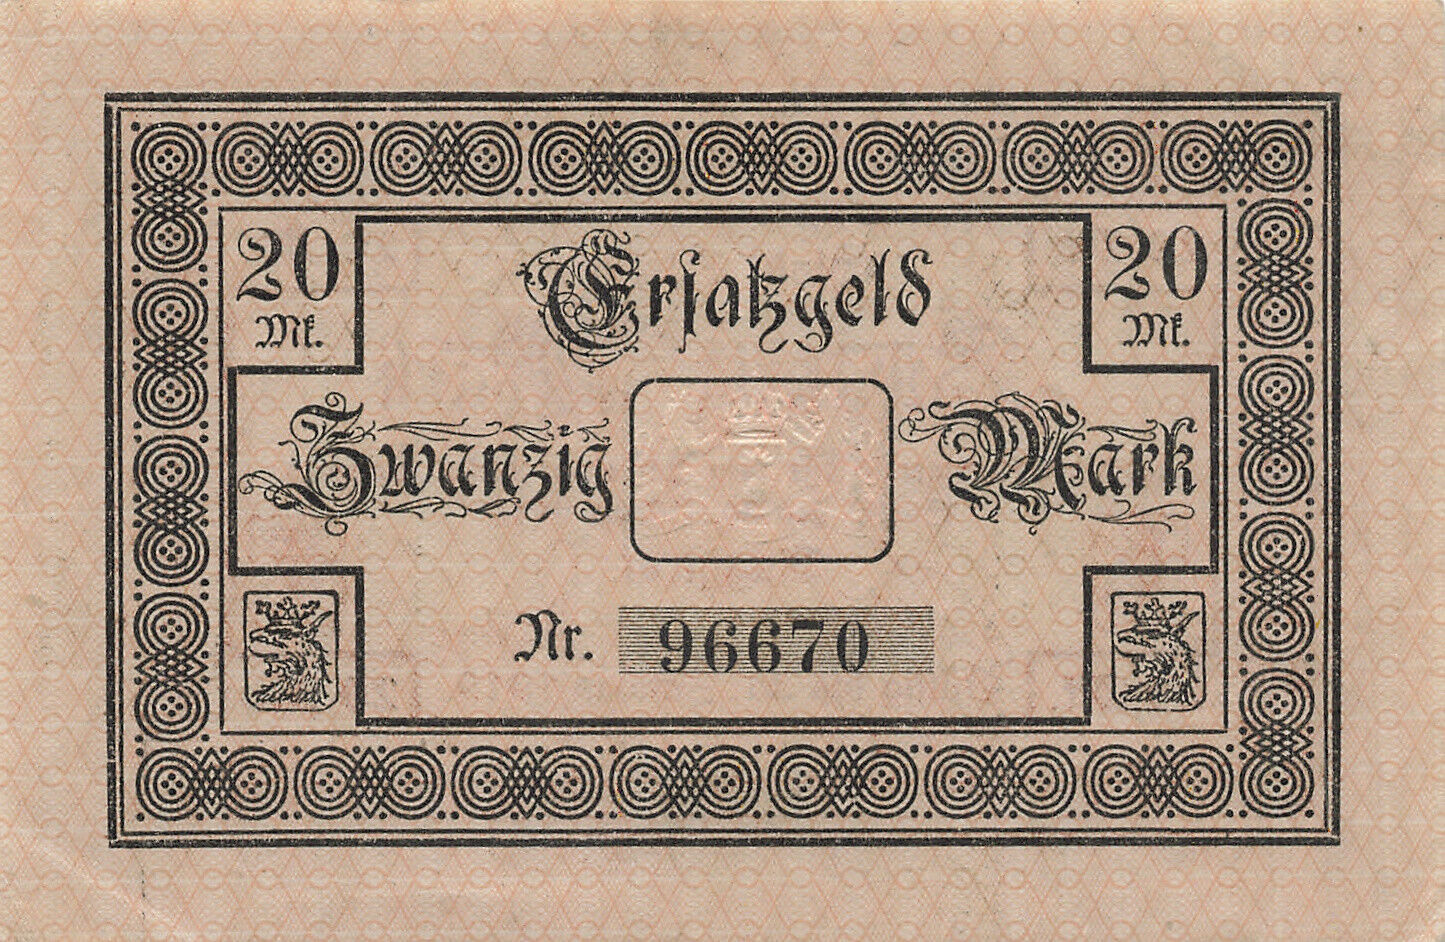 20 Mk.
Ersatzgeld
20 Mk.
Zwanzig Mark
Nr. 96670